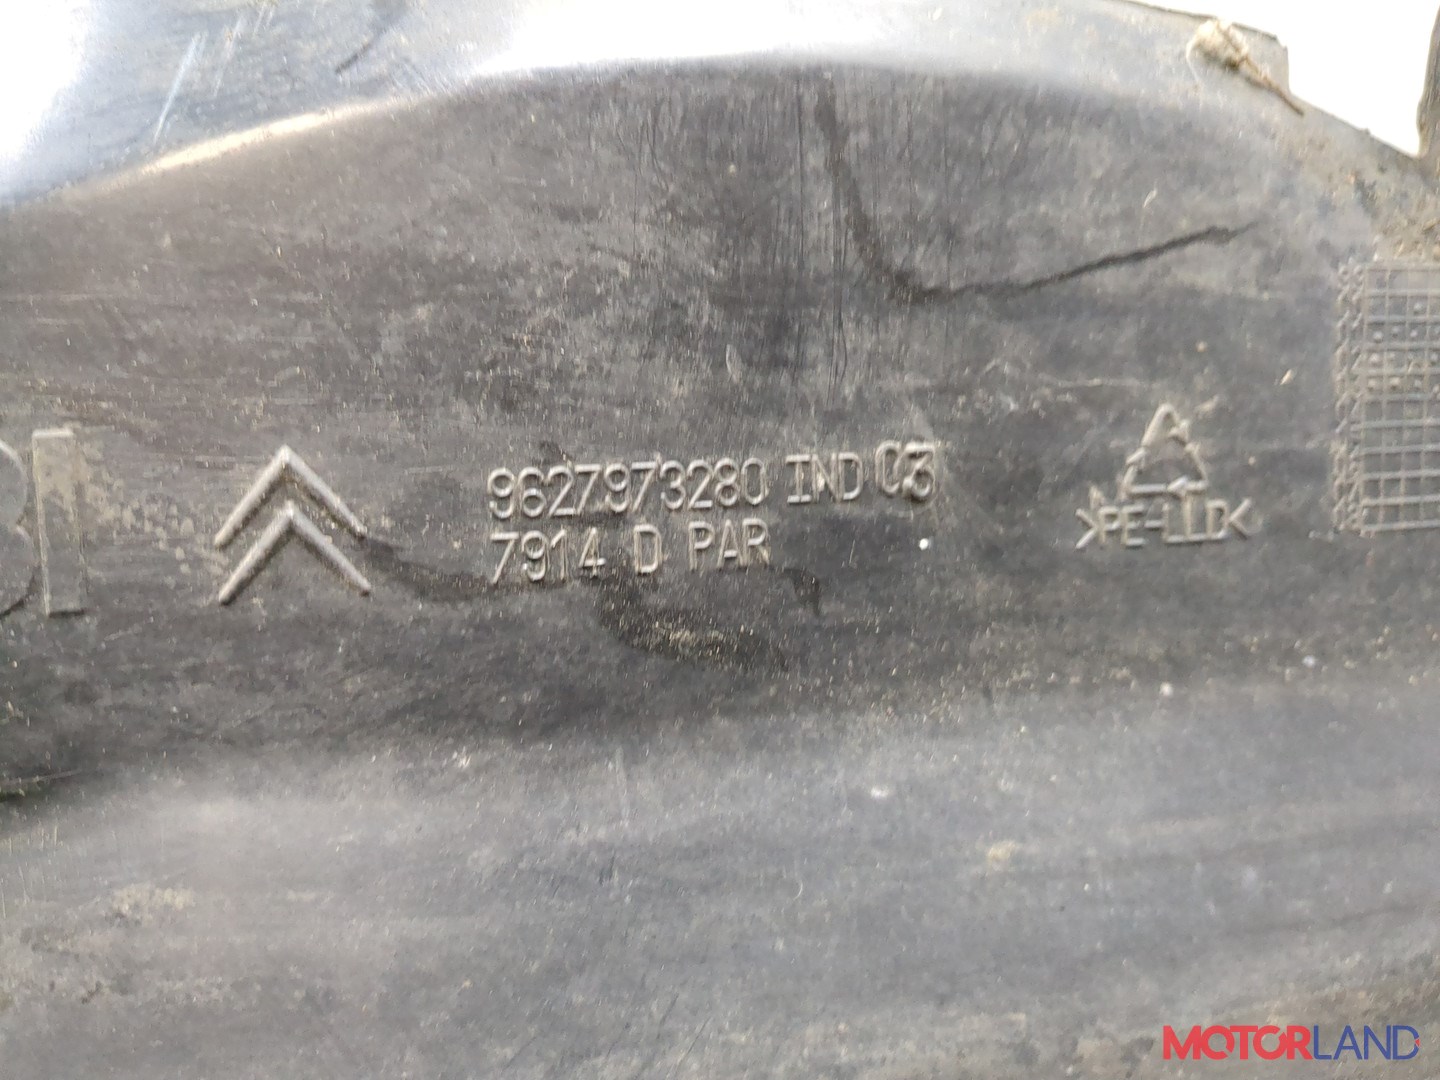 9627973280 IND 03
7914 D PAR
>PE-LLD<
MOTORLAND